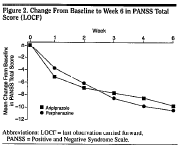 Figure 2. Change From Baseline to Week 6 in PANSS Total
Score (LOCF)
Week
0 1 2 3 4 5 6
Mean Change From Baseline
in PANSS Total Score
0
−2
−4
−6
−8
−10
−12
Aripiprazole
Perphenazine
Abbreviations: LOCF = last observation carried forward,
PANSS = Positive and Negative Syndrome Scale.